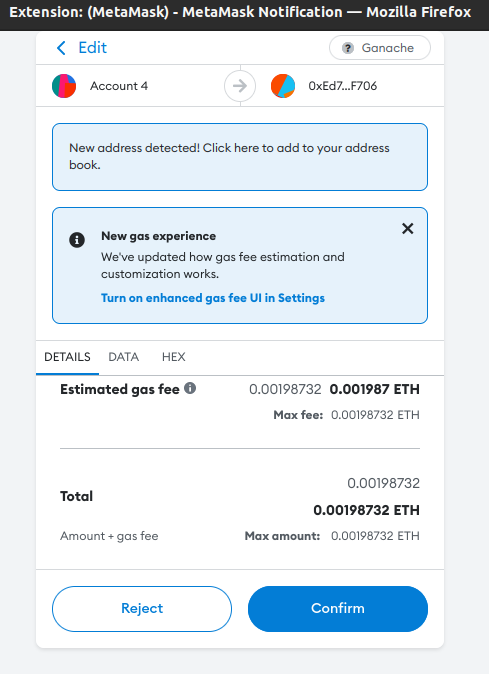 Extension: (MetaMask) - MetaMask Notification — Mozilla Firefox
Edit
Ganache
Account 4
0xEd7...F706
New address detected! Click here to add to your address
book.
New gas experience
We've updated how gas fee estimation and
customization works.
Turn on enhanced gas fee UI in Settings
DETAILS DATA HEX
Estimated gas fee 0.00198732 0.001987 ETH
Max fee: 0.00198732 ETH
0.00198732
Total
0.00198732 ETH
Amount + gas fee Max amount: 0.00198732 ETH
Reject Confirm